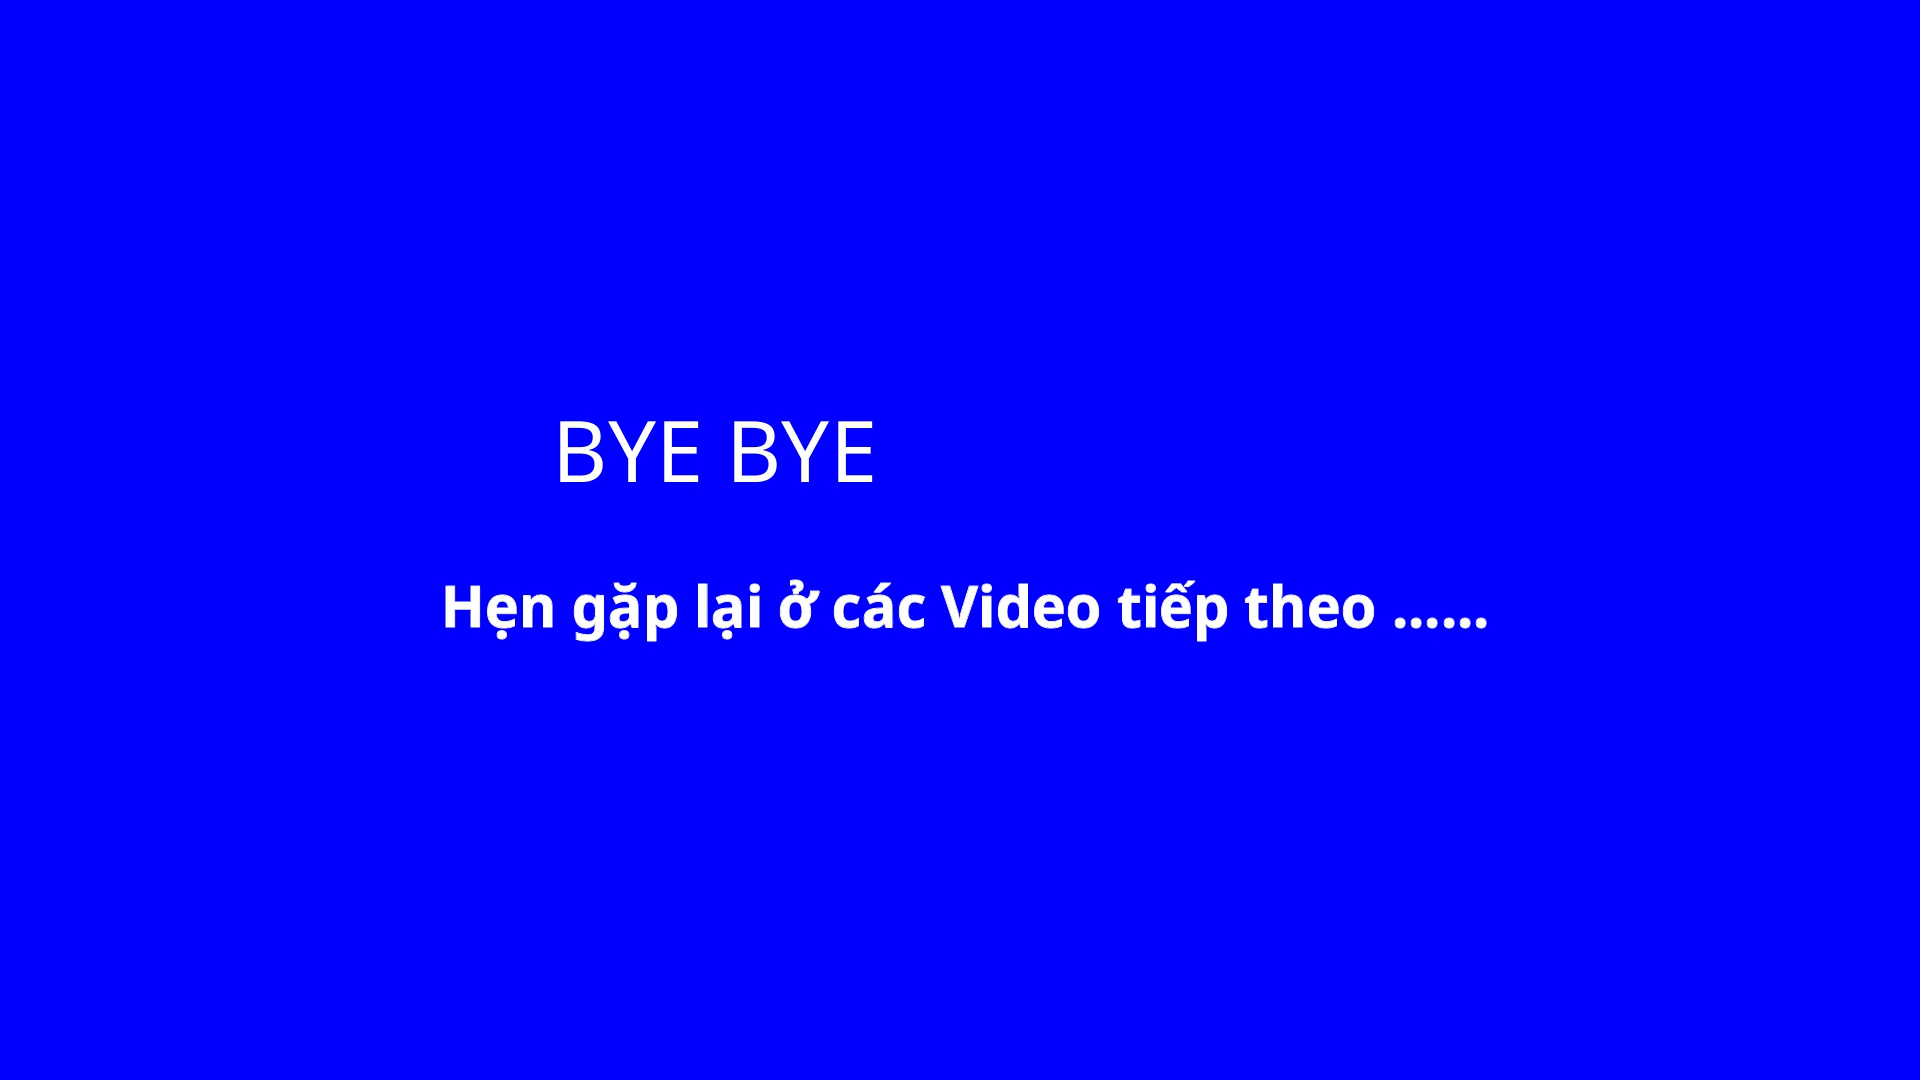 BYE BYE
Hẹn gặp lại ở các Video tiếp theo ......